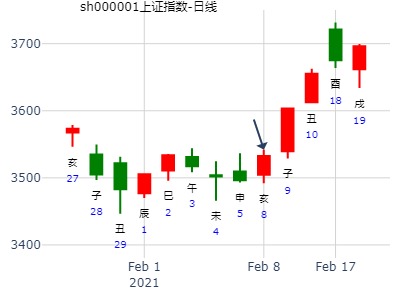 sh000001上证指数-日线
3700
3600
3500
3400
亥
27
子
28
丑
29
辰
1
巳
2
午
3
未
4
申
5
亥
8
子
9
丑
10
酉
18
戌
19
Feb 1
2021
Feb 8
Feb 17